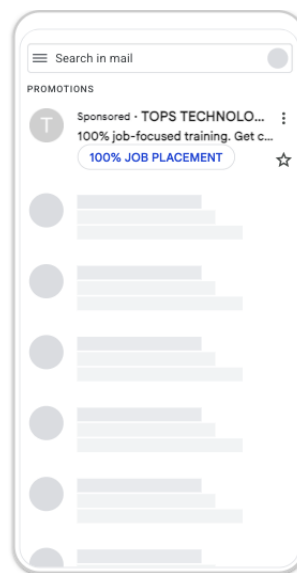 Search in mail
PROMOTIONS
T
Sponsored · TOPS TECHNOLO...
100% job-focused training. Get c...
100% JOB PLACEMENT